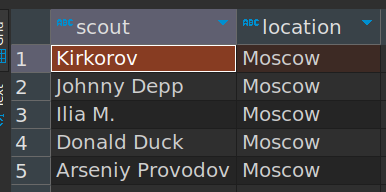 scout location
1 Kirkorov Moscow
2 Johnny Depp Moscow
3 Ilia M. Moscow
4 Donald Duck Moscow
5 Arseniy Provodov Moscow